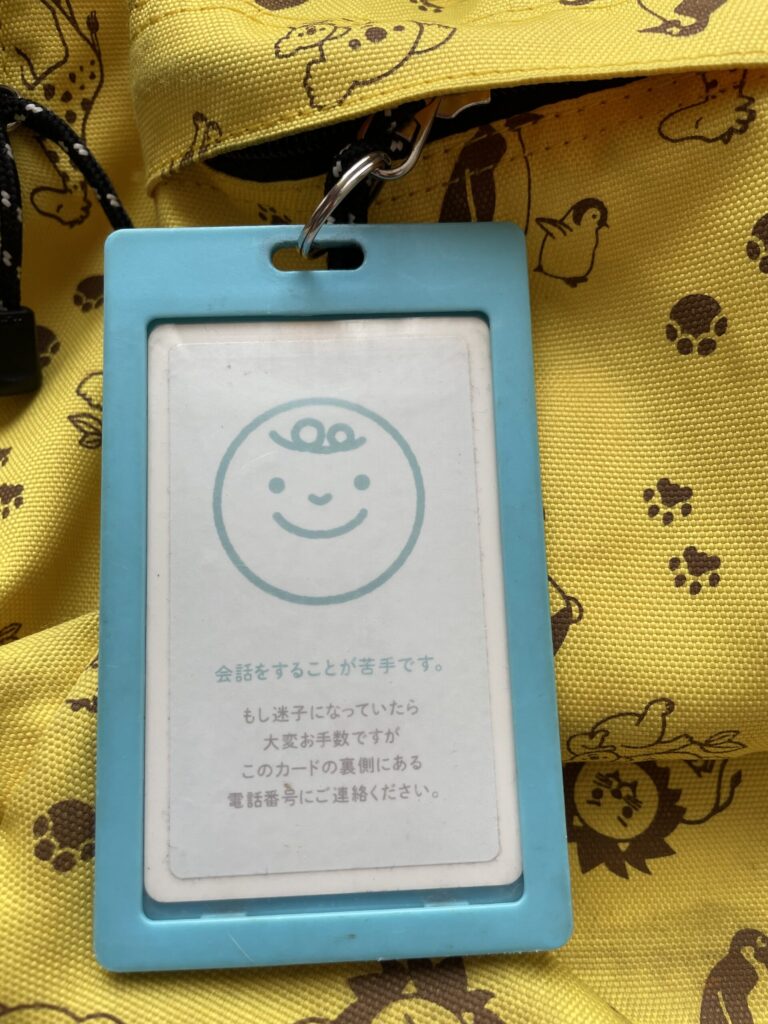 会話をすることが苦手です。
もし迷子になっていたら
大変お手数ですが
このカードの裏側にある
電話番号にご連絡ください。